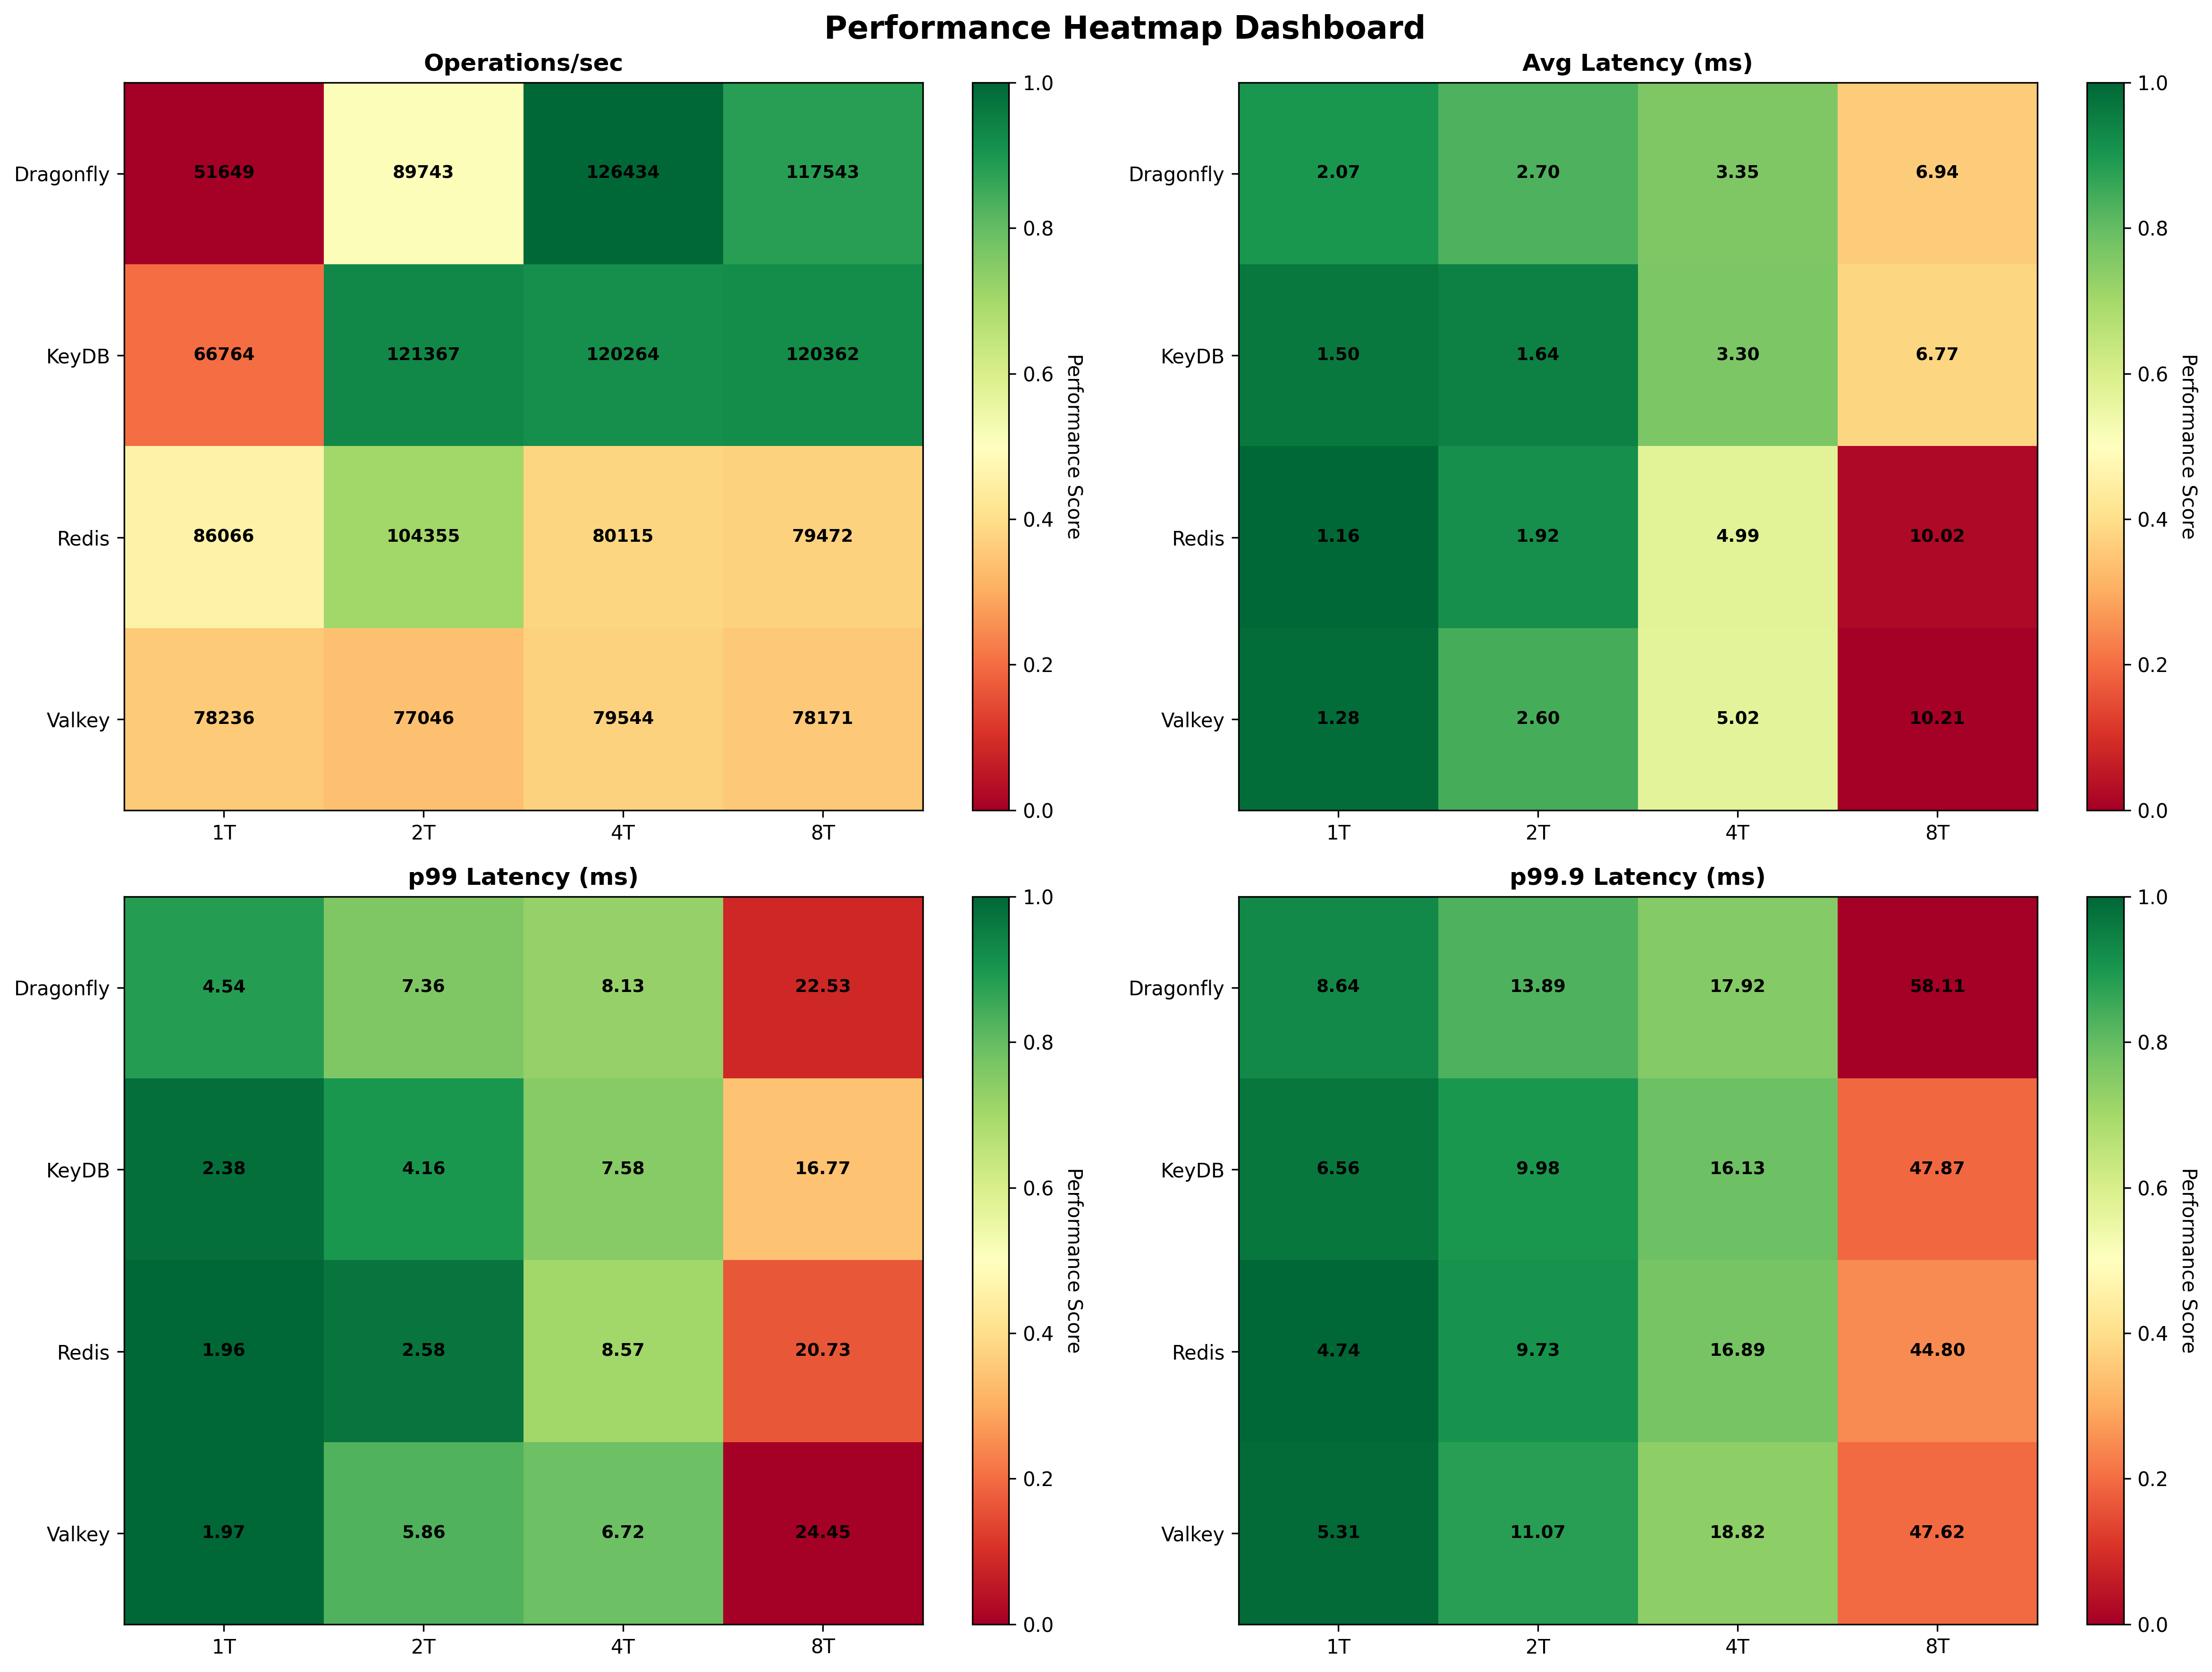 Performance Heatmap Dashboard
Operations/sec
Dragonfly 51649 89743 126434 117543
KeyDB 66764 121367 120264 120362
Redis 86066 104355 80115 79472
Valkey 78236 77046 79544 78171
1T 2T 4T 8T
1.0
0.8
0.6
0.4
0.2
0.0
Performance Score
Avg Latency (ms)
Dragonfly 2.07 2.70 3.35 6.94
KeyDB 1.50 1.64 3.30 6.77
Redis 1.16 1.92 4.99 10.02
Valkey 1.28 2.60 5.02 10.21
1T 2T 4T 8T
1.0
0.8
0.6
0.4
0.2
0.0
Performance Score
p99 Latency (ms)
Dragonfly 4.54 7.36 8.13 22.53
KeyDB 2.38 4.16 7.58 16.77
Redis 1.96 2.58 8.57 20.73
Valkey 1.97 5.86 6.72 24.45
1T 2T 4T 8T
1.0
0.8
0.6
0.4
0.2
0.0
Performance Score
p99.9 Latency (ms)
Dragonfly 8.64 13.89 17.92 58.11
KeyDB 6.56 9.98 16.13 47.87
Redis 4.74 9.73 16.89 44.80
Valkey 5.31 11.07 18.82 47.62
1T 2T 4T 8T
1.0
0.8
0.6
0.4
0.2
0.0
Performance Score